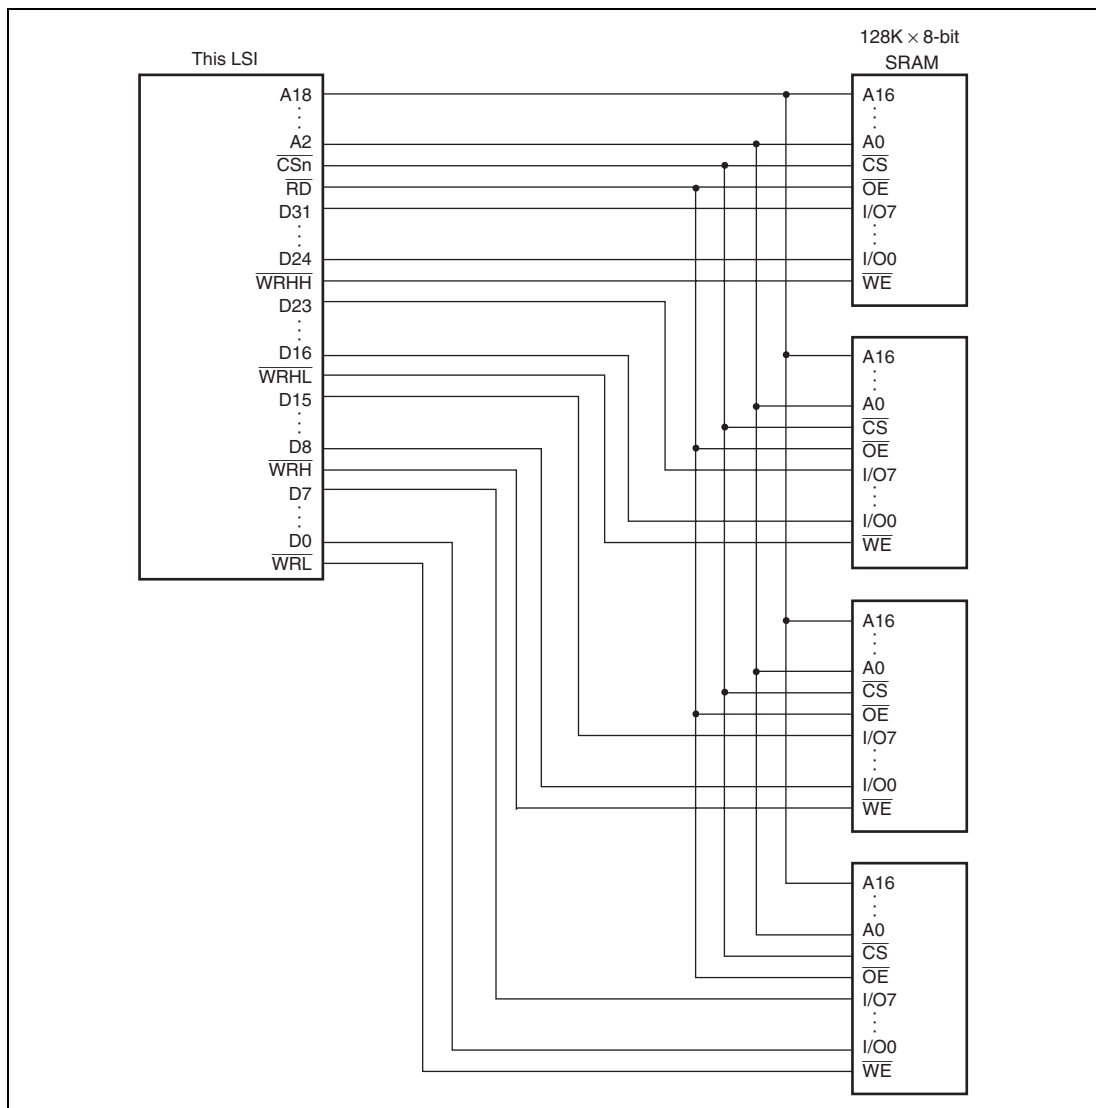 This LSI
A18
A2
CSn
RD
D31
D24
WRHH
D23
D16
WRHL
D15
D8
WRH
D7
D0
WRL
128K × 8-bit
SRAM
A16
A0
CS
OE
I/O7
I/O0
WE
A16
A0
CS
OE
I/O7
I/O0
WE
A16
A0
CS
OE
I/O7
I/O0
WE
A16
A0
CS
OE
I/O7
I/O0
WE